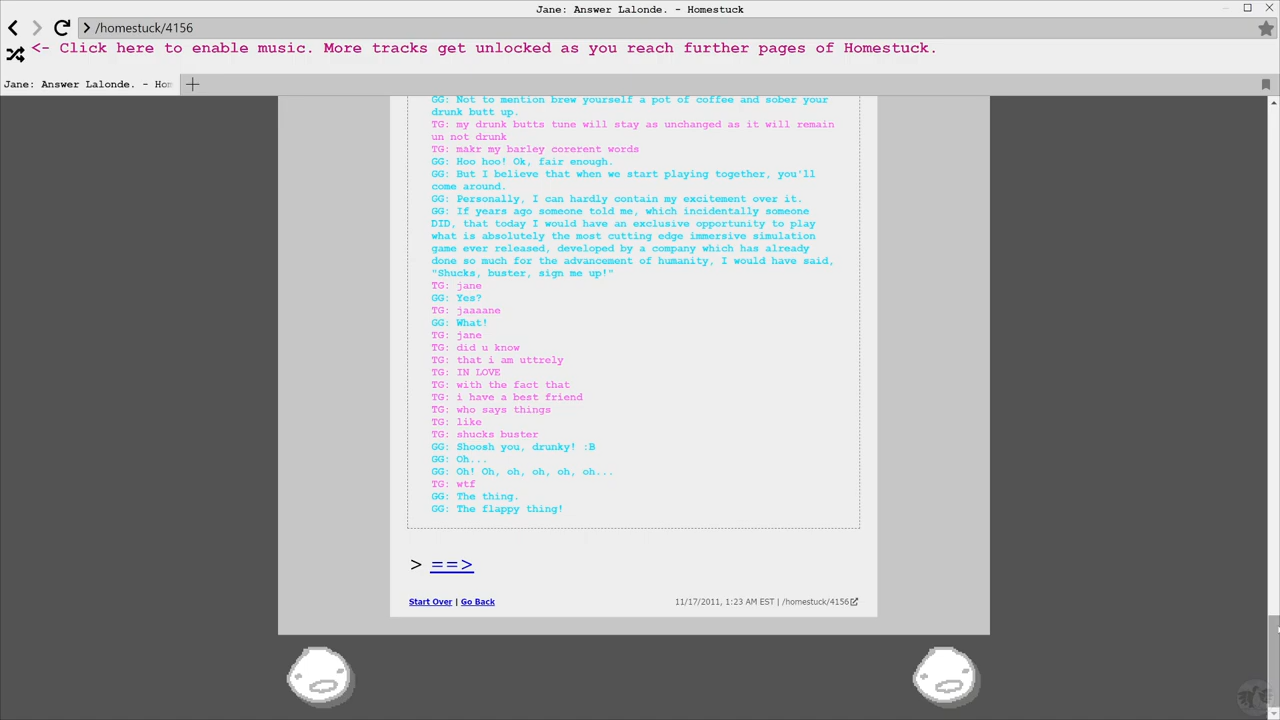 Jane: Answer Lalonde. - Homestuck
/homestuck/4156
<- Click here to enable music. More tracks get unlocked as you reach further pages of Homestuck.
Jane: Answer Lalonde. - Hom
GG: Not to mention brew yourself a pot of coffee and sober your
drunk butt up.
TG: my drunk butts tune will stay as unchanged as it will remain
un not drunk
TG: makr my barley corerent words
GG: Hoo hoo! Ok, fair enough.
GG: But I believe that when we start playing together, you'll
come around.
GG: Personally, I can hardly contain my excitement over it.
GG: If years ago someone told me, which incidentally someone
DID, that today I would have an exclusive opportunity to play
what is absolutely the most cutting edge immersive simulation
game ever released, developed by a company which has already
done so much for the advancement of humanity, I would have said,
"Shucks, buster, sign me up!"
TG: jane
GG: Yes?
TG: jaaaane
GG: What!
TG: jane
TG: did u know
TG: that i am uttrely
TG: IN LOVE
TG: with the fact that
TG: i have a best friend
TG: who says things
TG: like
TG: shucks buster
GG: Shoosh you, drunky! :B
GG: Oh...
GG: Oh! Oh, oh, oh, oh, oh...
TG: wtf
GG: The thing.
GG: The flappy thing!
> ==>
Start Over | Go Back
11/17/2011, 1:23 AM EST | /homestuck/4156